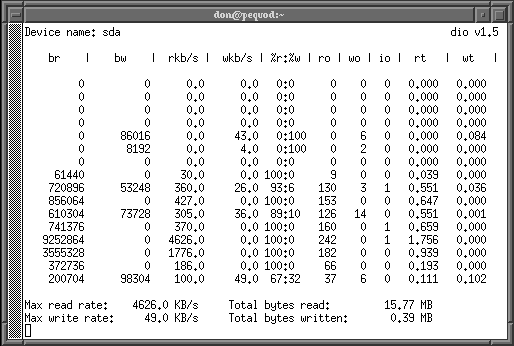 don@pequod:~
Device name: sda dio v1.5
br | bw | rkb/s | wkb/s | %r:%w | ro | wo | io | rt | wt |
0 0 0.0 0.0 0:0 0 0 0 0.000 0.000
0 0 0.0 0.0 0:0 0 0 0 0.000 0.000
0 0 0.0 0.0 0:0 0 0 0 0.000 0.000
0 0 0.0 0.0 0:0 0 0 0 0.000 0.000
0 86016 0.0 43.0 0:100 0 6 0 0.000 0.084
0 8192 0.0 4.0 0:100 0 2 0 0.000 0.000
0 0 0.0 0.0 0:0 0 0 0 0.000 0.000
61440 0 30.0 0.0 100:0 9 0 0 0.039 0.000
720896 53248 360.0 26.0 93:6 130 3 1 0.551 0.036
856064 0 427.0 0.0 100:0 153 0 0 0.647 0.000
610304 73728 305.0 36.0 89:10 126 14 0 0.551 0.001
741376 0 370.0 0.0 100:0 160 0 1 0.659 0.000
9252864 0 4626.0 0.0 100:0 242 0 1 1.756 0.000
3555328 0 1776.0 0.0 100:0 182 0 0 0.939 0.000
372736 0 186.0 0.0 100:0 66 0 0 0.193 0.000
200704 98304 100.0 49.0 67:32 37 6 0 0.111 0.102
Max read rate: 4626.0 KB/s Total bytes read: 15.77 MB
Max write rate: 49.0 KB/s Total bytes written: 0.39 MB